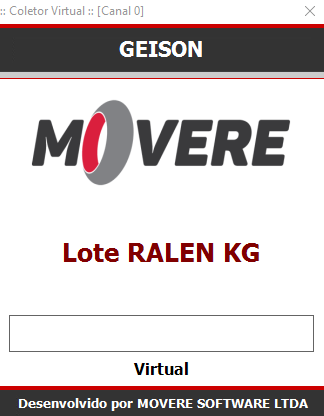 :: Coletor Virtual :: [Canal 0]
GEISON
MOVERE
Lote RALEN KG
Virtual
Desenvolvido por MOVERE SOFTWARE LTDA